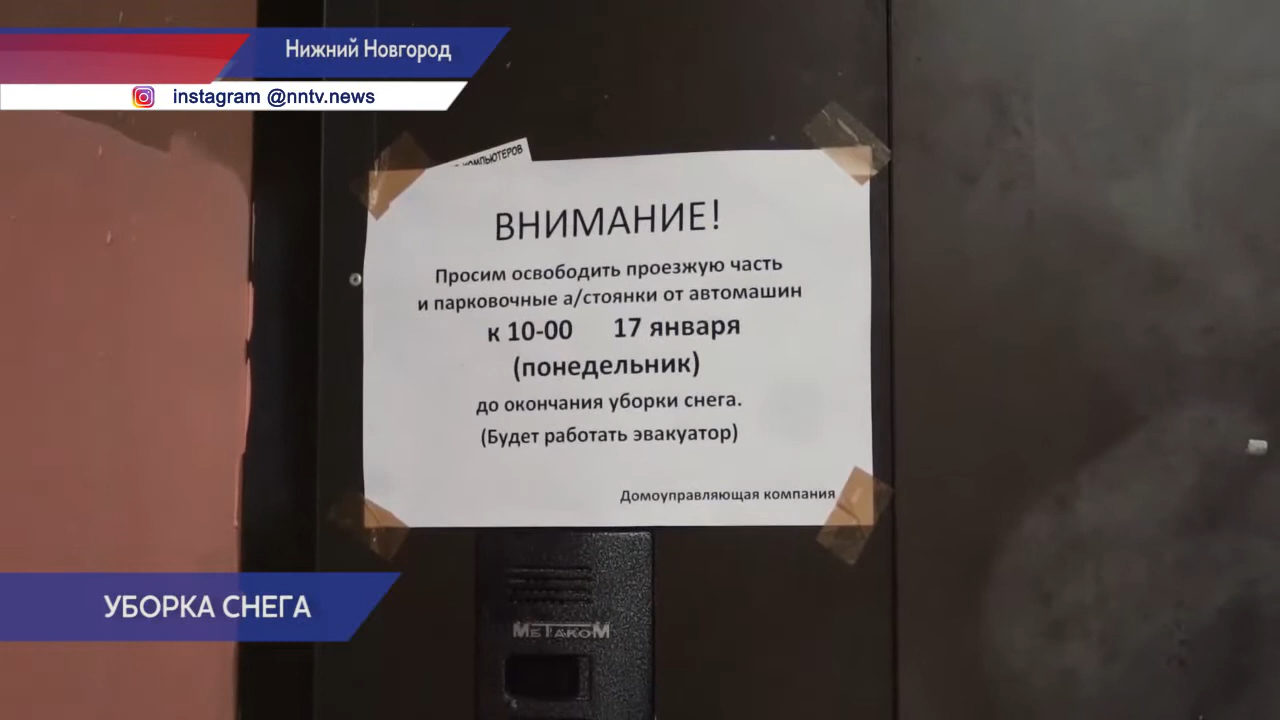 Нижний Новгород
instagram @nntv.news
КОМПЬЮТЕРОВ
ВНИМАНИЕ!
Просим освободить проезжую часть
и парковочные а/стоянки от автомашин
к 10-00 17 января
(понедельник)
до окончания уборки снега.
(Будет работать эвакуатор)
Домоуправляющая компания
УБОРКА СНЕГА
МЕТАКОМ